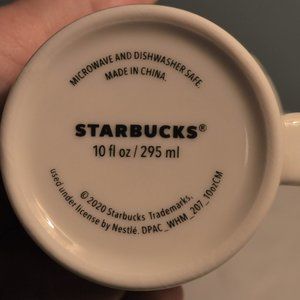 MICROWAVE AND DISHWASHER SAFE.
MADE IN CHINA.
STARBUCKS®
10 fl oz / 295 ml
© 2020 Starbucks Trademarks,
used under license by Nestlé. DPAC_WHM_207_10ozCM